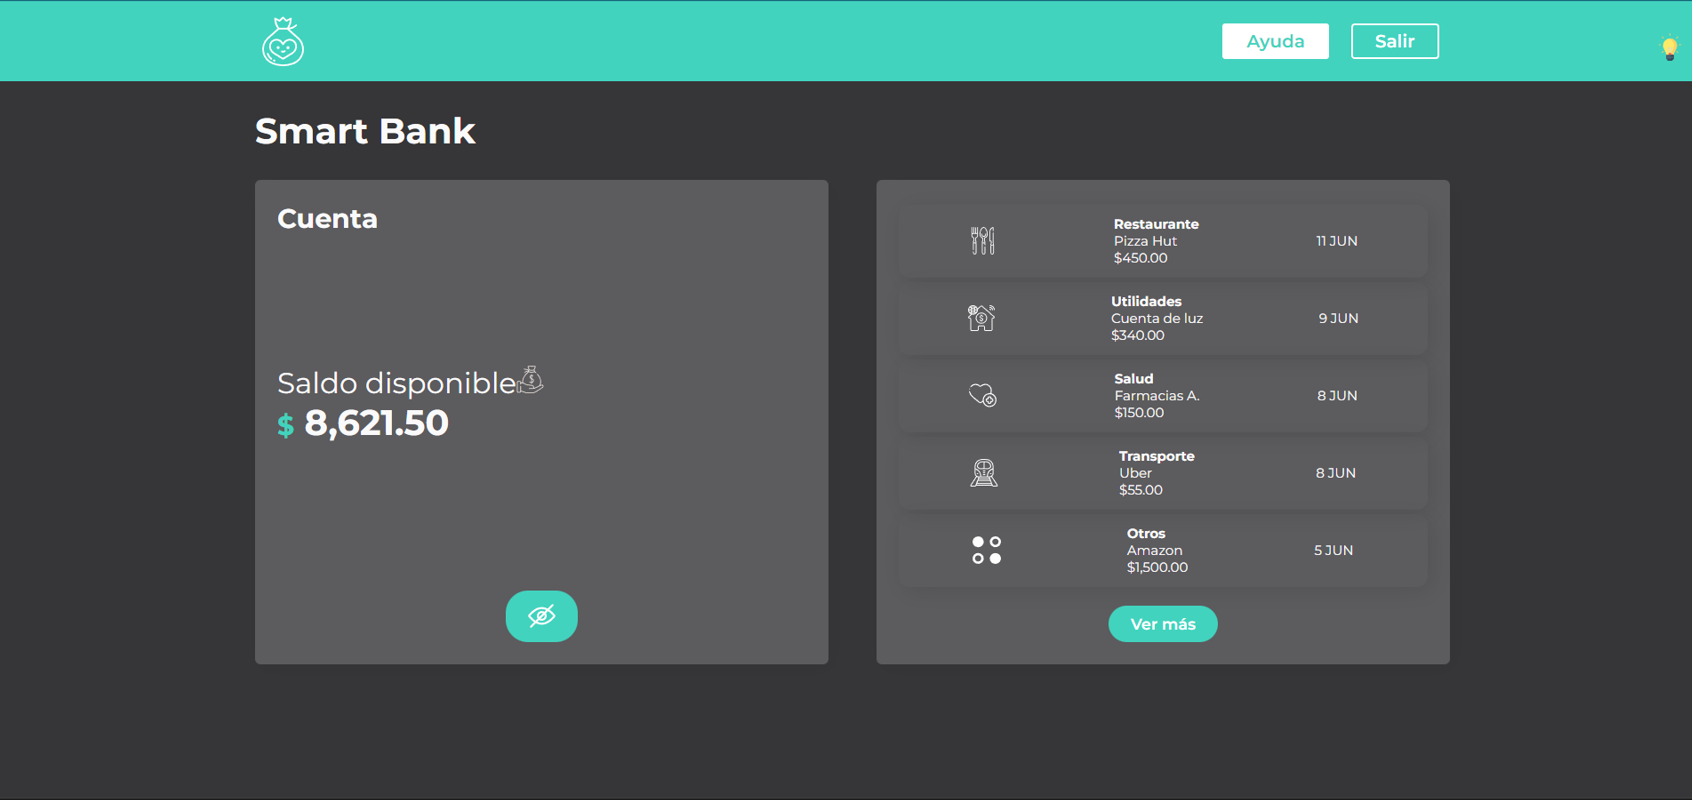 Ayuda
Salir
Smart Bank
Cuenta
Saldo disponible
$ 8,621.50
Restaurante
Pizza Hut
$450.00
11 JUN
Utilidades
Cuenta de luz
$340.00
9 JUN
Salud
Farmacias A.
$150.00
8 JUN
Transporte
Uber
$55.00
8 JUN
Otros
Amazon
$1,500.00
5 JUN
Ver más